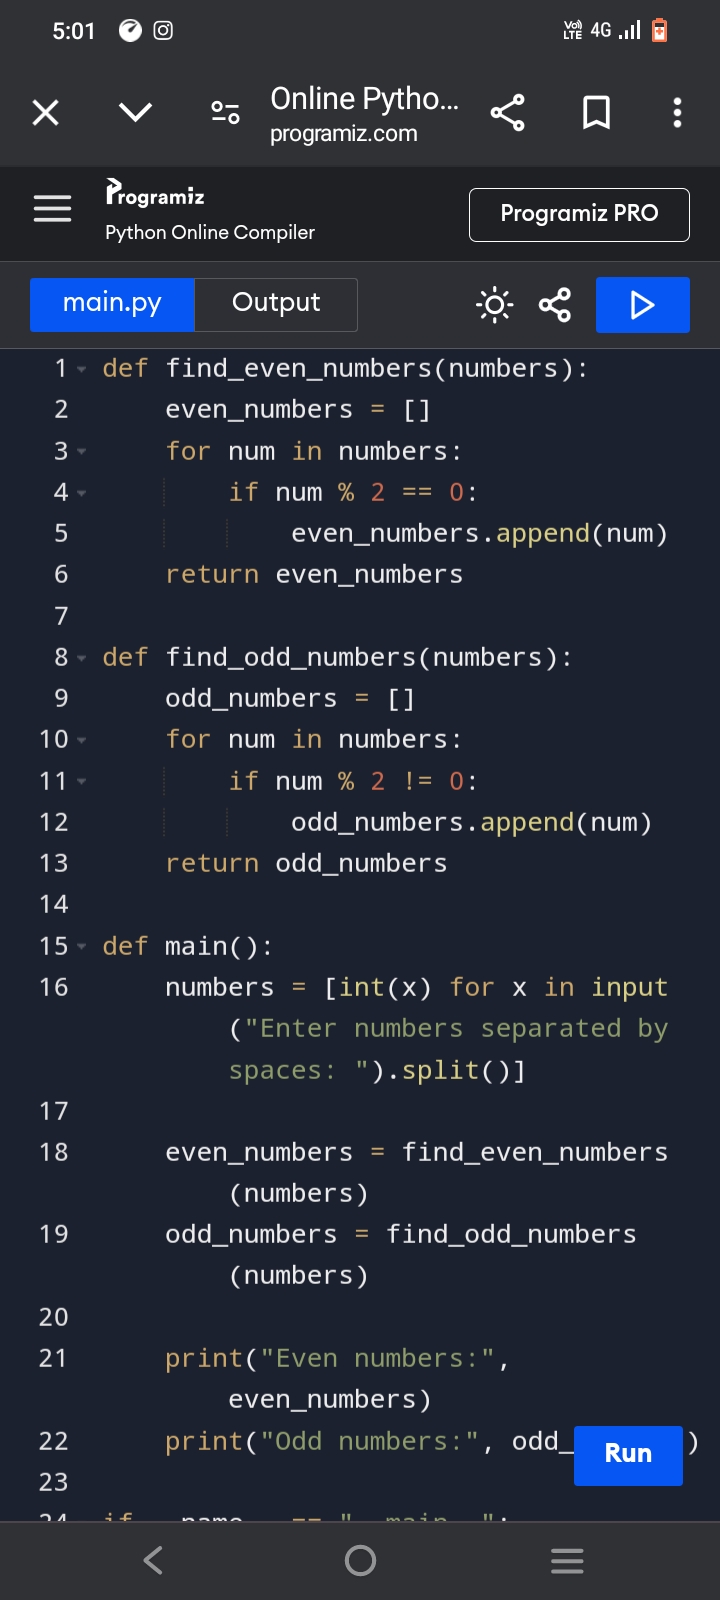 5:01
Vo) LTE 4G
Online Pytho...
programiz.com
Programiz
Python Online Compiler
Programiz PRO
main.py
Output
1 def find_even_numbers(numbers):
2     even_numbers = []
3     for num in numbers:
4         if num % 2 == 0:
5             even_numbers.append(num)
6     return even_numbers
7
8 def find_odd_numbers(numbers):
9     odd_numbers = []
10     for num in numbers:
11         if num % 2 != 0:
12             odd_numbers.append(num)
13     return odd_numbers
14
15 def main():
16     numbers = [int(x) for x in input
        ("Enter numbers separated by
        spaces: ").split()]
17
18     even_numbers = find_even_numbers
        (numbers)
19     odd_numbers = find_odd_numbers
        (numbers)
20
21     print("Even numbers:",
        even_numbers)
22     print("Odd numbers:", odd_ )
Run
23